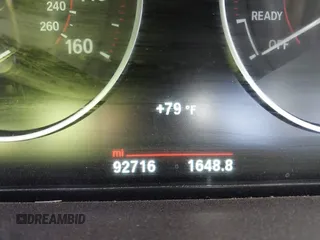 240
260
160
READY
OFF
+79 °F
mi
92716 1648.8
DREAMBID